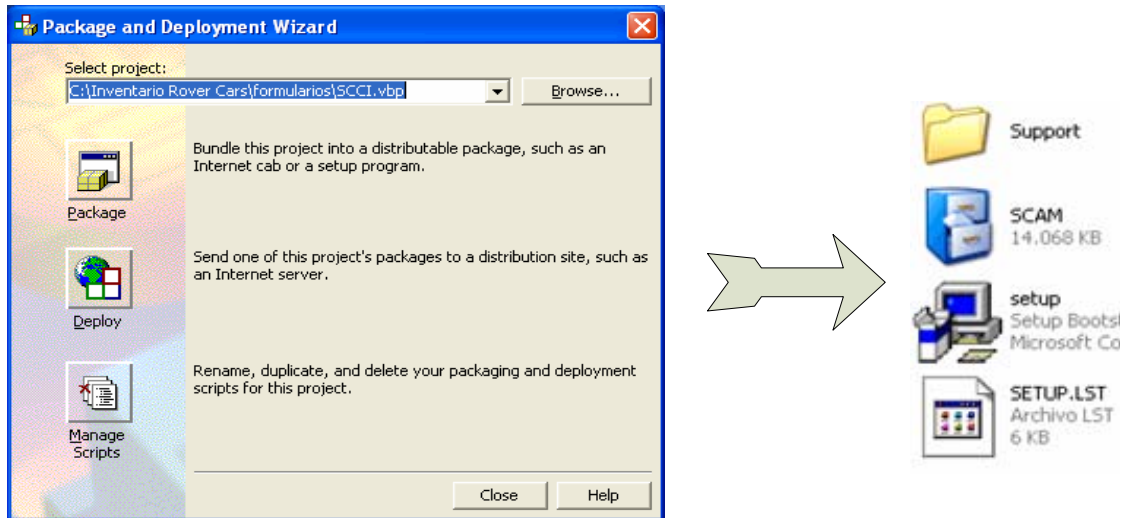 Package and Deployment Wizard
Select project:
C:\Inventario Rover Cars\formularios\SCCI.vbp
Browse...
Bundle this project into a distributable package, such as an
Internet cab or a setup program.
Package
Send one of this project's packages to a distribution site, such as
an Internet server.
Deploy
Rename, duplicate, and delete your packaging and deployment
scripts for this project.
Manage
Scripts
Close
Help
Support
SCAM
14.068 KB
setup
Setup Boots
Microsoft Co
SETUP.LST
Archivo LST
6 KB